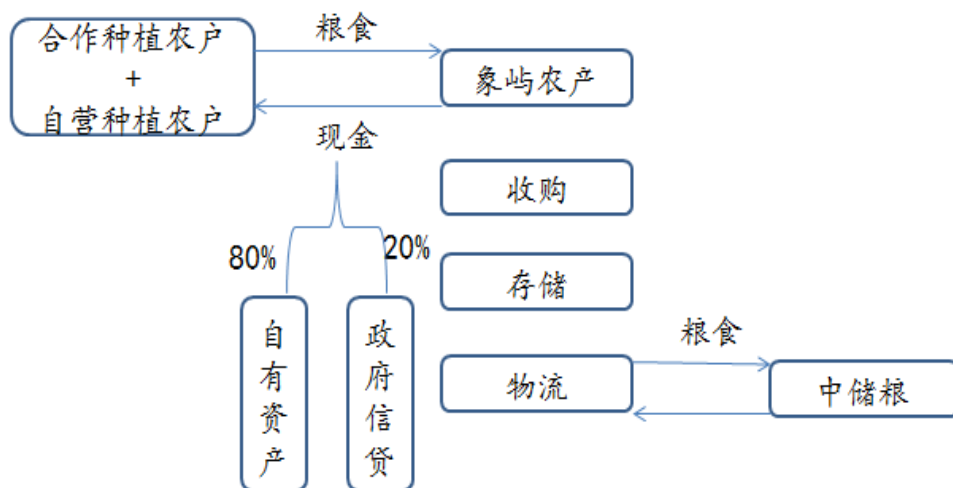 合作种植农户
+
自营种植农户
粮食
象屿农产
现金
收购
80%
20%
存储
自有资产
政府信贷
粮食
物流
中储粮